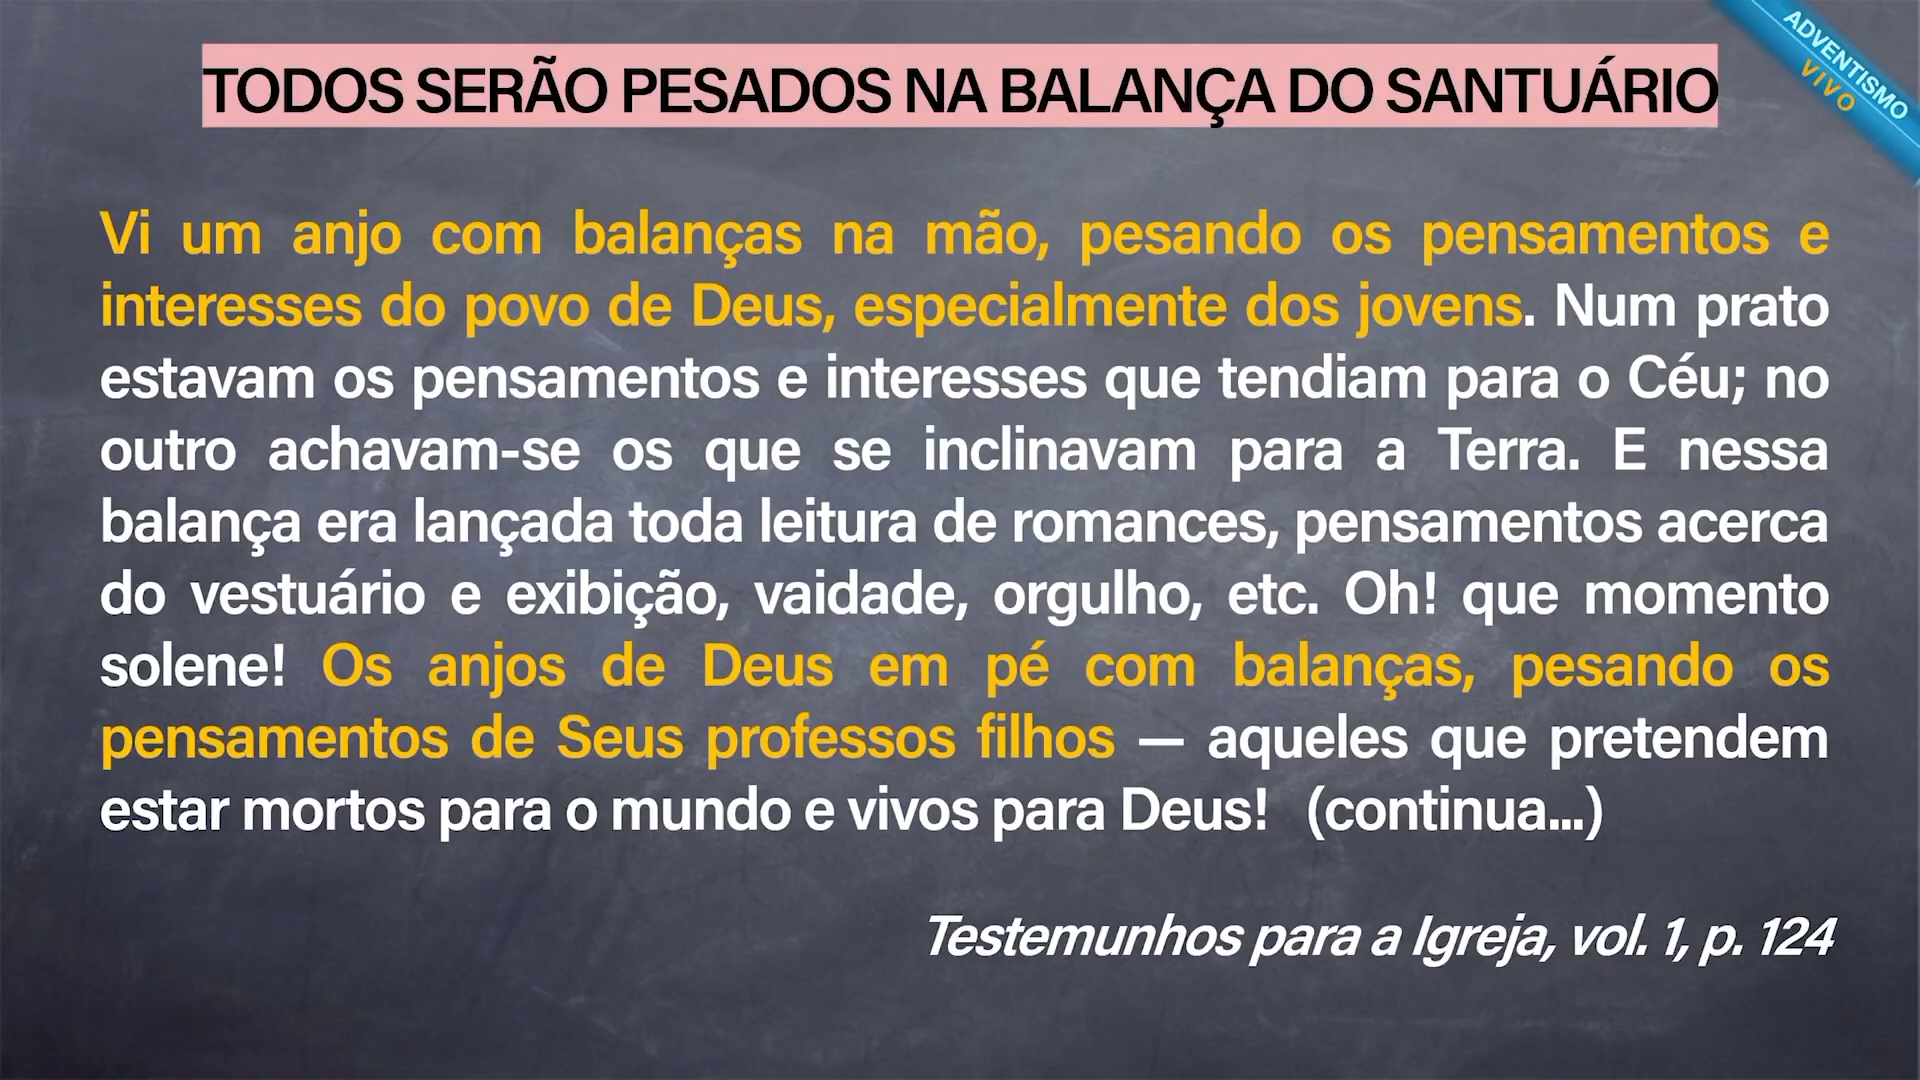 TODOS SERÃO PESADOS NA BALANÇA DO SANTUÁRIO
ADVENTISMO
VIVO
Vi um anjo com balanças na mão, pesando os pensamentos e
interesses do povo de Deus, especialmente dos jovens. Num prato
estavam os pensamentos e interesses que tendiam para o Céu; no
outro achavam-se os que se inclinavam para a Terra. E nessa
balança era lançada toda leitura de romances, pensamentos acerca
do vestuário e exibição, vaidade, orgulho, etc. Oh! que momento
solene! Os anjos de Deus em pé com balanças, pesando os
pensamentos de Seus professos filhos — aqueles que pretendem
estar mortos para o mundo e vivos para Deus! (continua...)
Testemunhos para a Igreja, vol. 1, p. 124